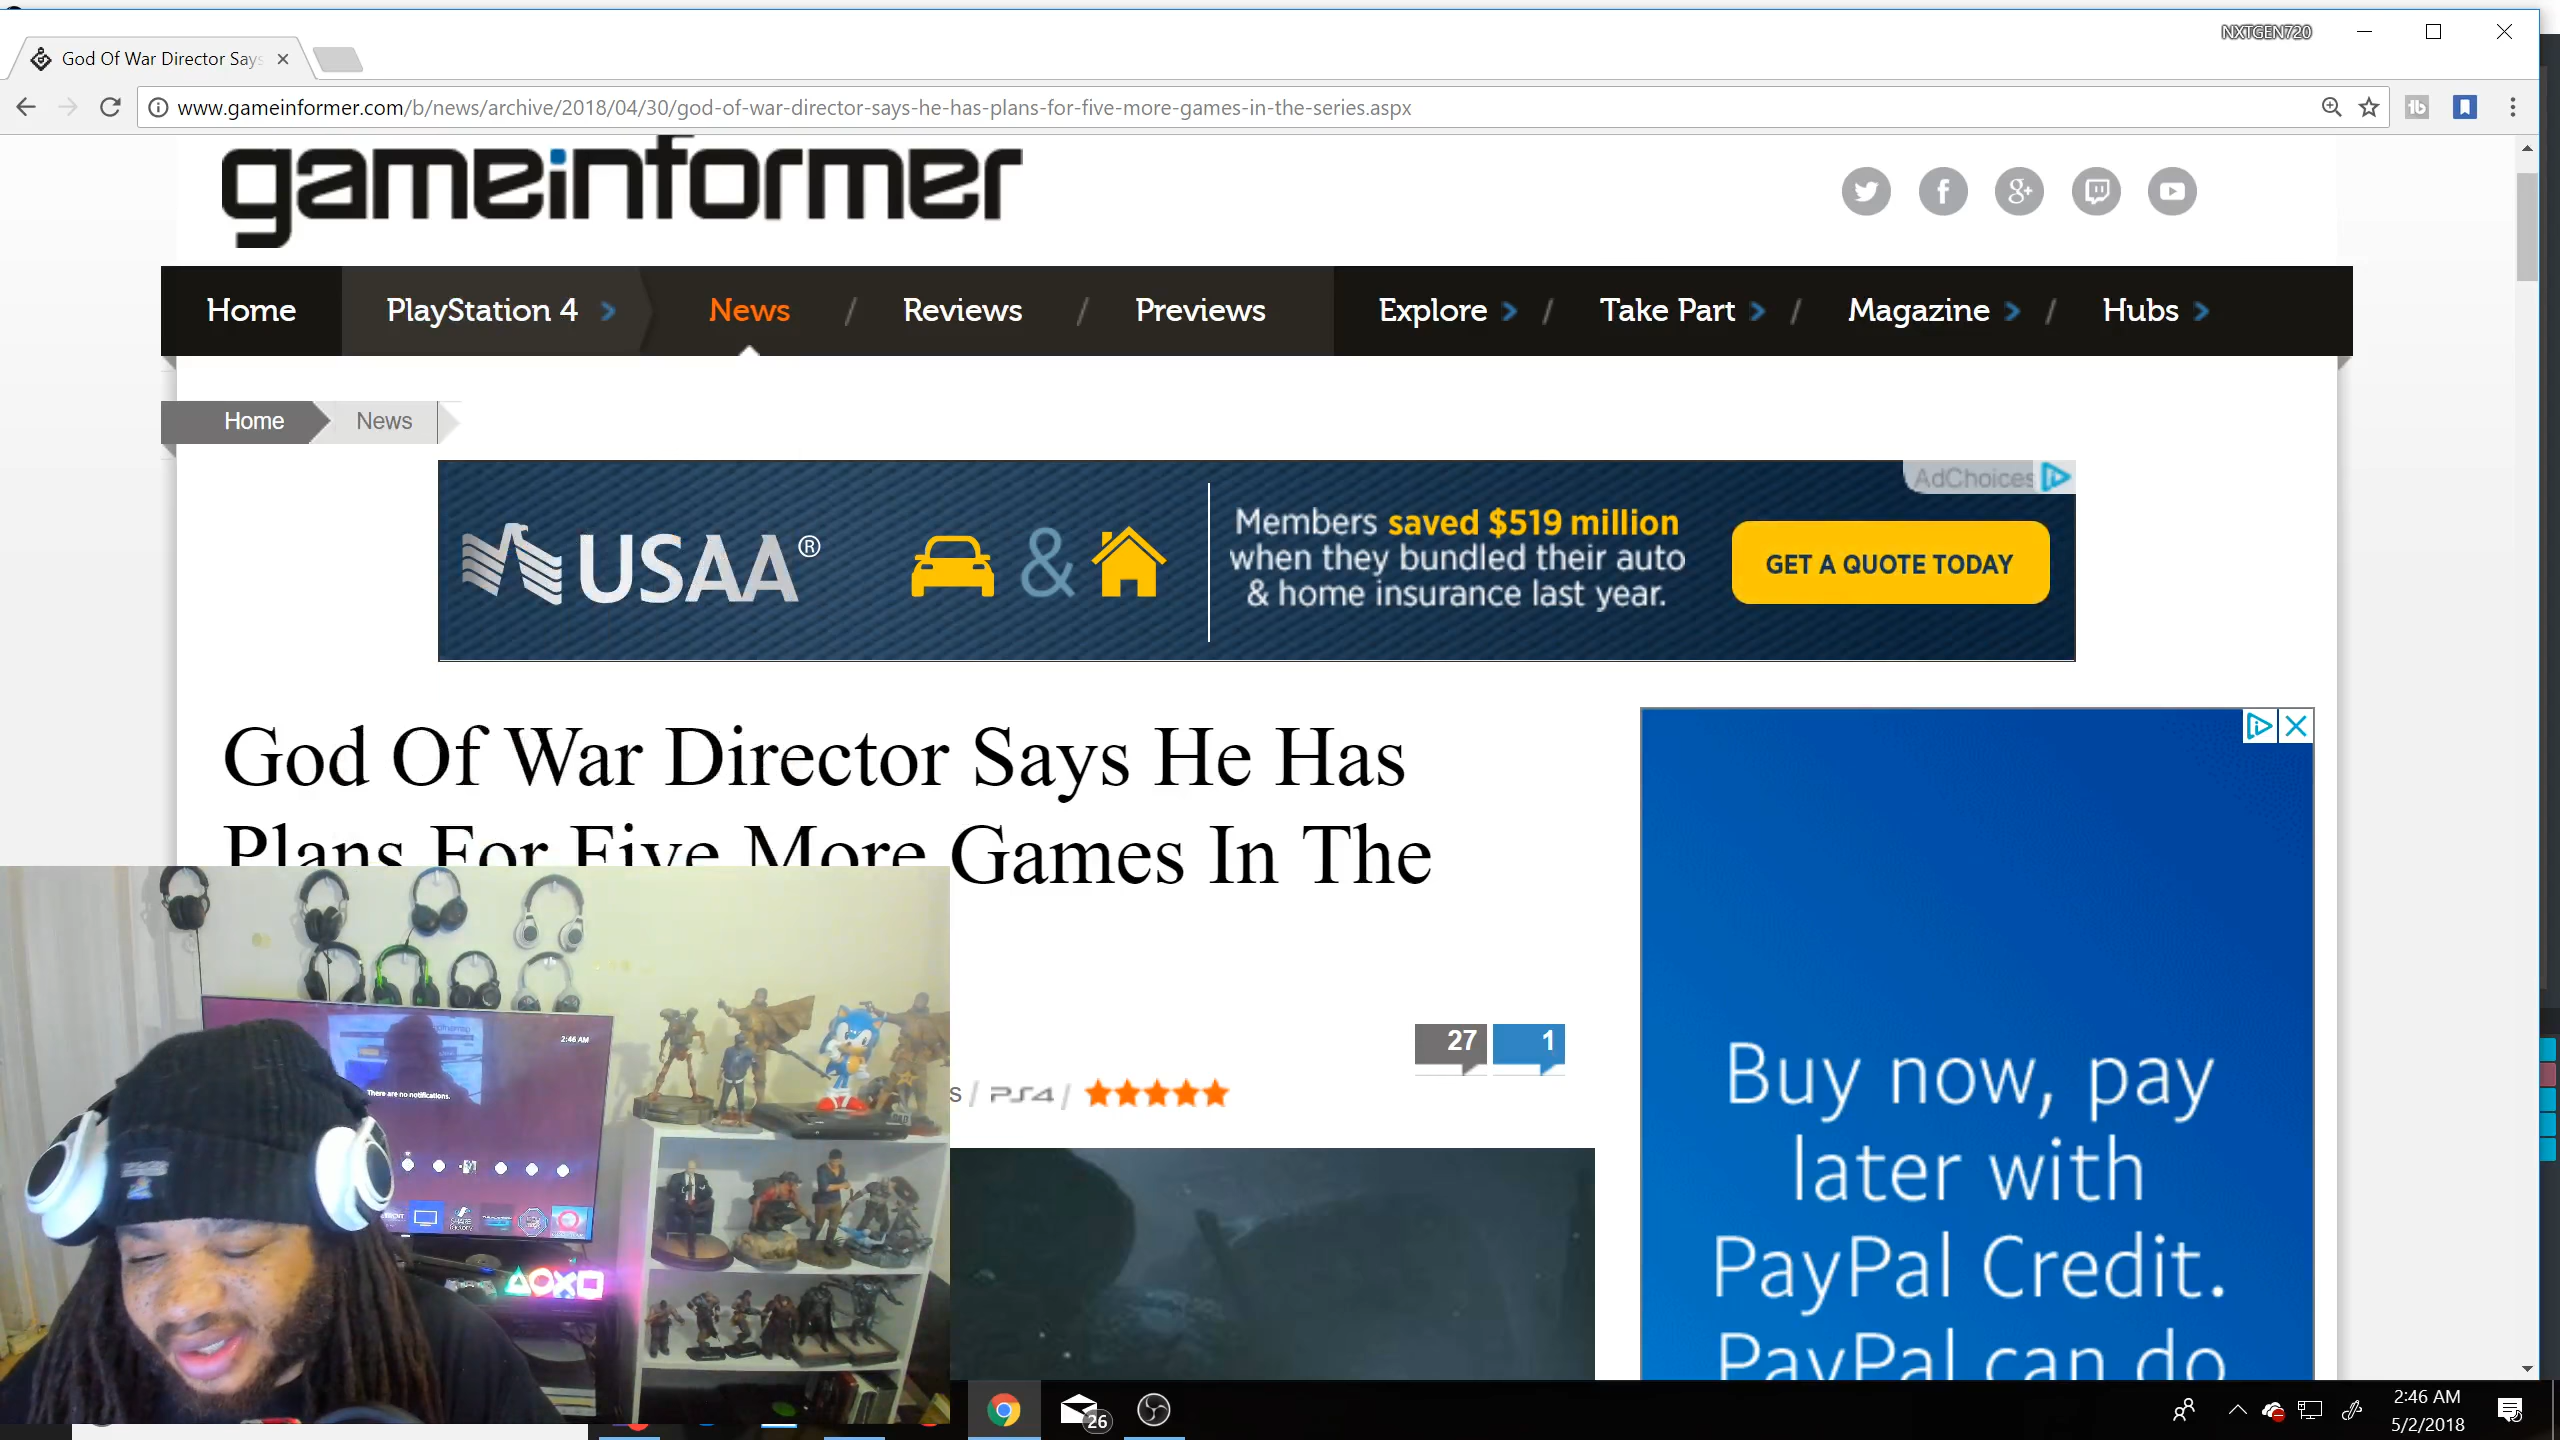 NXTGEN720
God Of War Director Says
www.gameinformer.com/b/news/archive/2018/04/30/god-of-war-director-says-he-has-plans-for-five-more-games-in-the-series.aspx
gameinformer
Home PlayStation 4 News / Reviews / Previews Explore / Take Part / Magazine / Hubs
Home News
AdChoices
USAA® &
Members saved $519 million
when they bundled their auto
& home insurance last year.
GET A QUOTE TODAY
God Of War Director Says He Has
Plans For Five More Games In The
27 1
s / PS4 /
Buy now, pay
later with
PayPal Credit.
PayPal can do
2:46 AM
There are no notifications.
26
2:46 AM
5/2/2018